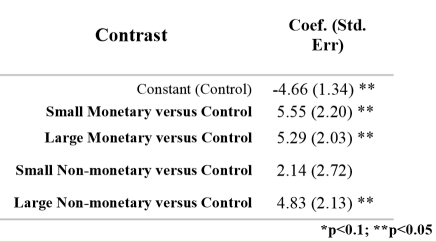 Contrast Coef. (Std. Err)
Constant (Control) -4.66 (1.34) **
Small Monetary versus Control 5.55 (2.20) **
Large Monetary versus Control 5.29 (2.03) **
Small Non-monetary versus Control 2.14 (2.72)
Large Non-monetary versus Control 4.83 (2.13) **
*p<0.1; **p<0.05